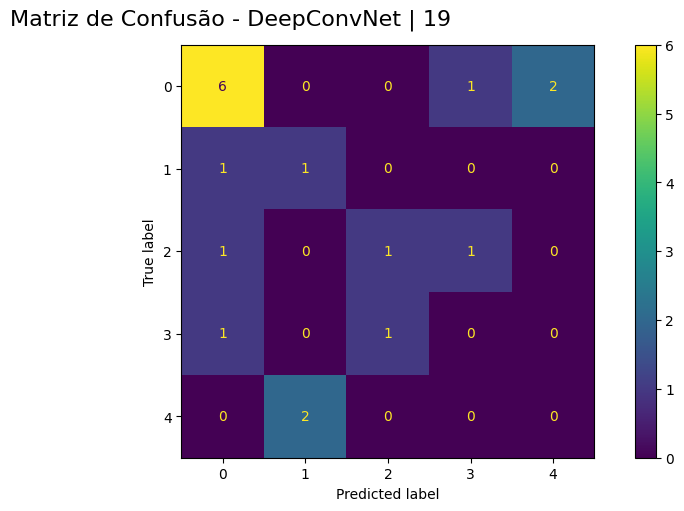 Matriz de Confusão - DeepConvNet | 19
0 6 0 0 1 2
1 1 1 0 0 0
2 1 0 1 1 0
3 1 0 1 0 0
4 0 2 0 0 0
0 1 2 3 4
Predicted label
True label
6
5
4
3
2
1
0